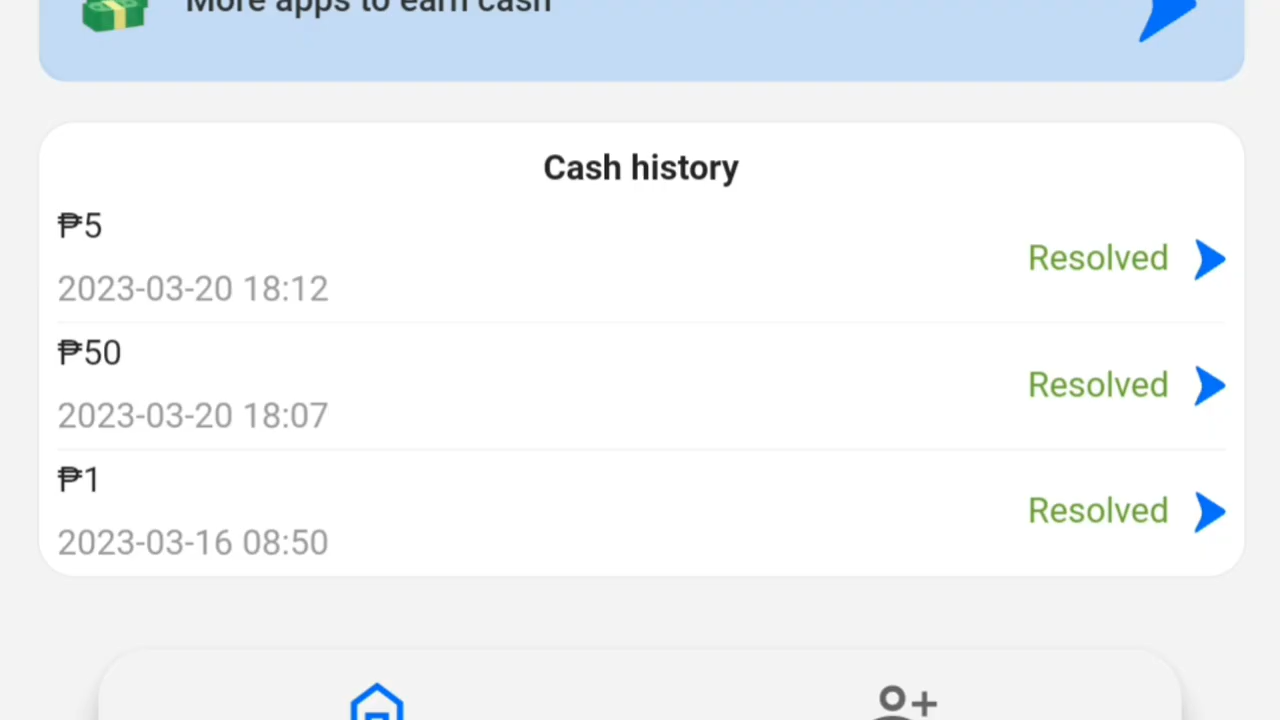 More apps to earn cash
Cash history
₱5
Resolved
2023-03-20 18:12
₱50
Resolved
2023-03-20 18:07
₱1
Resolved
2023-03-16 08:50